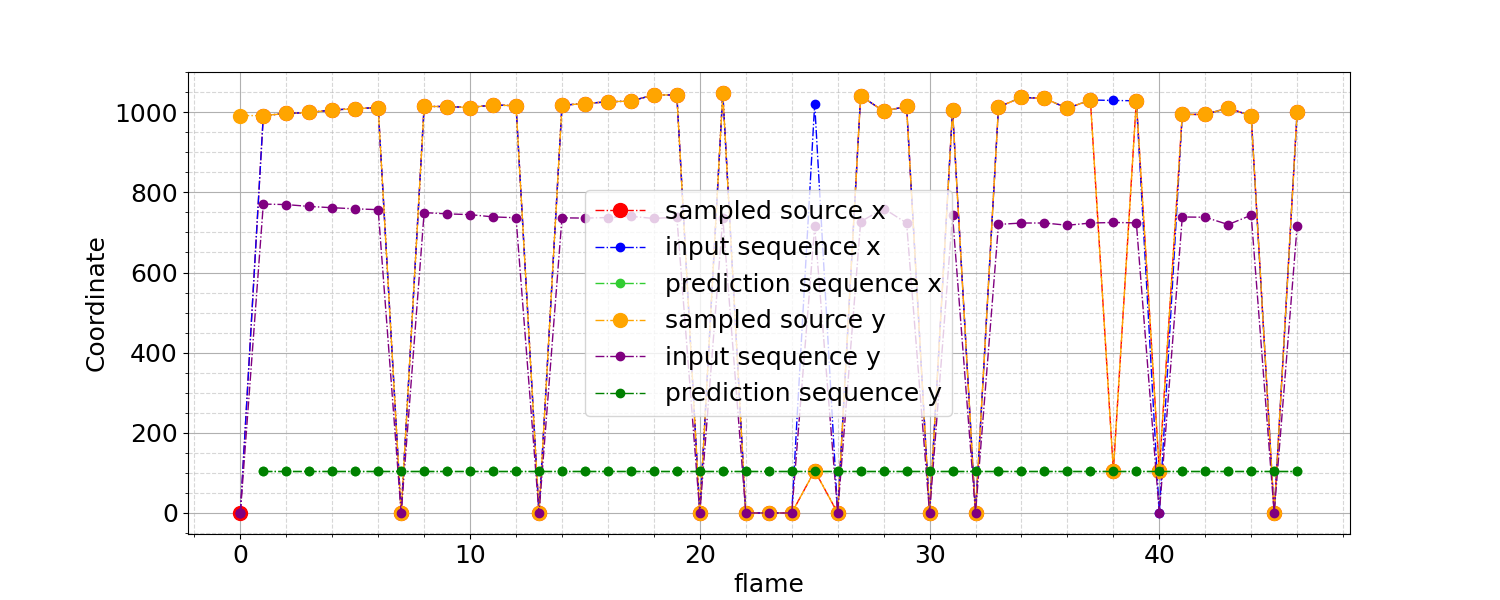 1000
800
600
400
200
0
Coordinate
sampled source x
input sequence x
prediction sequence x
sampled source y
input sequence y
prediction sequence y
0 10 20 30 40
flame